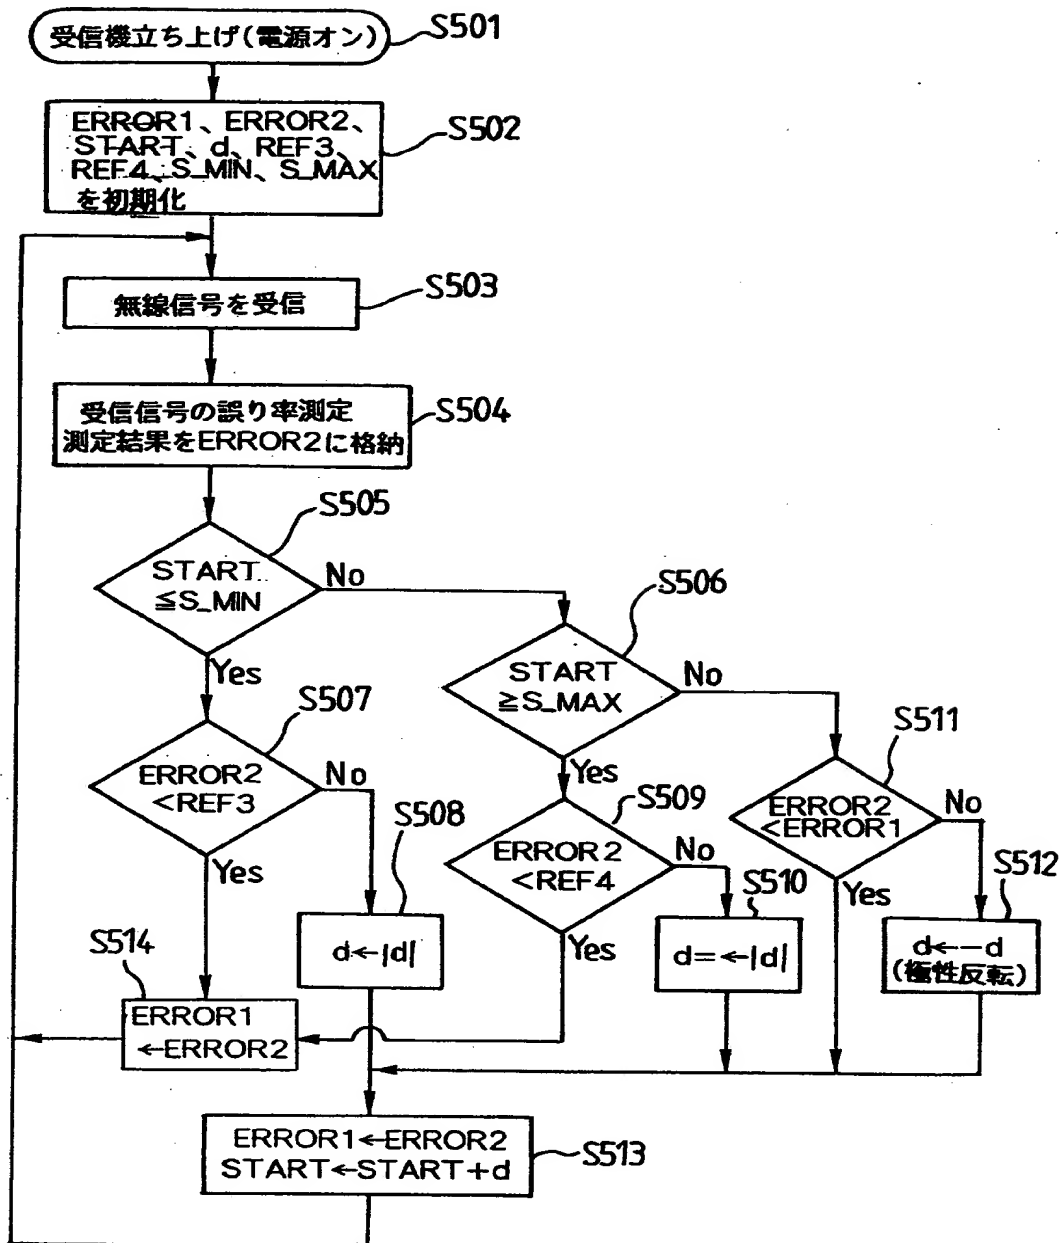 受信機立ち上げ(電源オン)
S501
ERROR1、ERROR2、
START、d、REF3、
REF4、S_MIN、S_MAX
を初期化
S502
無線信号を受信
S503
受信信号の誤り率測定
測定結果をERROR2に格納
S504
START
≦S_MIN
S505
No
Yes
START
≧S_MAX
S506
No
Yes
ERROR2
<REF3
S507
No
Yes
d←|d|
S508
ERROR2
<REF4
S509
No
Yes
d=←|d|
S510
ERROR2
<ERROR1
S511
No
Yes
d←-d
(極性反転)
S512
S514
ERROR1
←ERROR2
ERROR1←ERROR2
START←START+d
S513